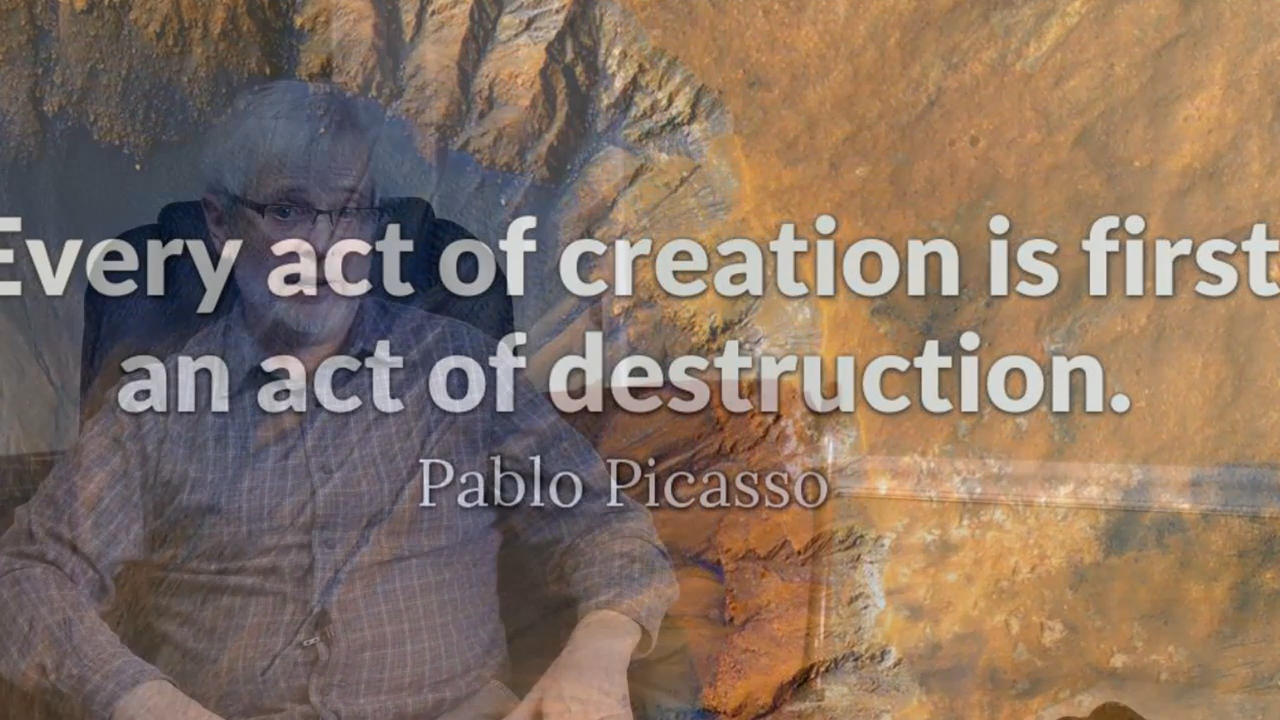 Every act of creation is first
an act of destruction.
Pablo Picasso